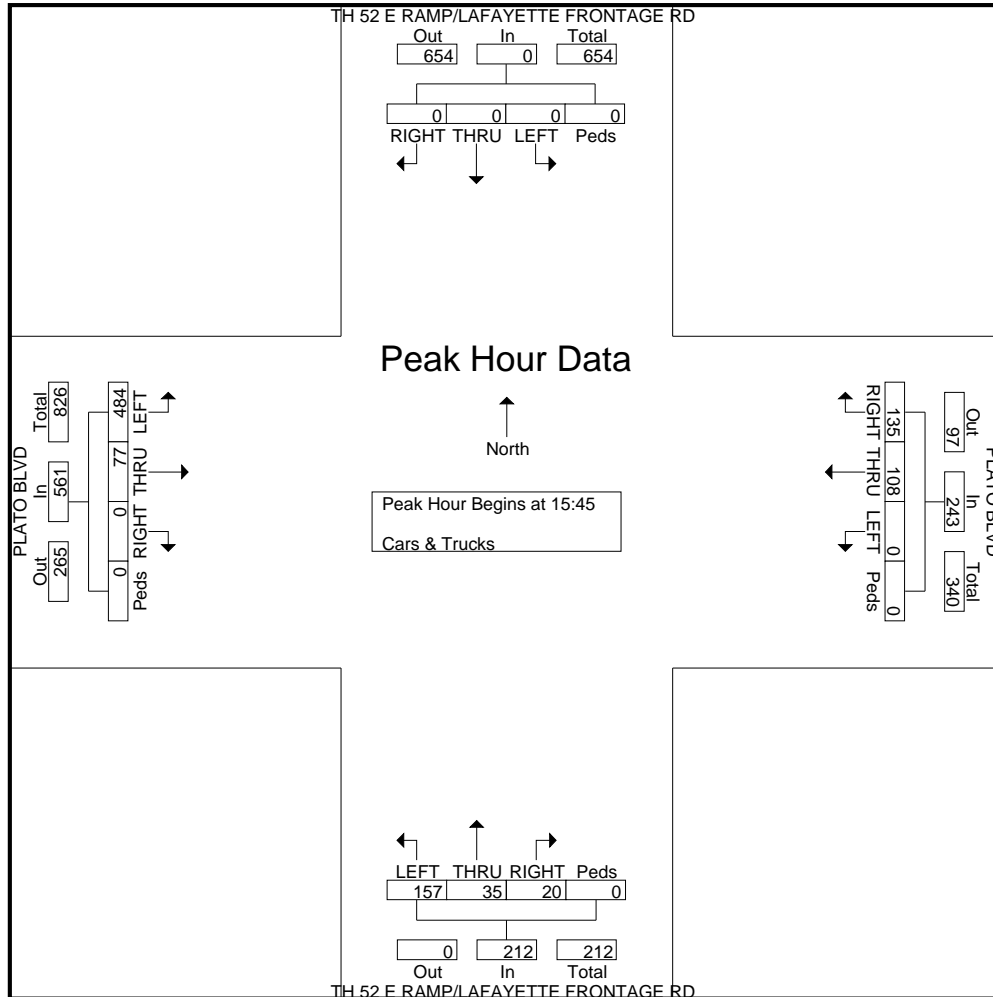 TH 52 E RAMP/LAFAYETTE FRONTAGE RD
Out In Total
654 0 654
0 0 0 0
RIGHT THRU LEFT Peds
Peak Hour Data
North
Peak Hour Begins at 15:45
Cars & Trucks
PLATO BLVD
Total In Out
826 561 265
484 77 0 0
LEFT THRU RIGHT Peds
RIGHT THRU LEFT Peds
135 108 0 0
97 243 340
Out In Total
PLATO BLVD
LEFT THRU RIGHT Peds
157 35 20 0
0 212 212
Out In Total
TH 52 E RAMP/LAFAYETTE FRONTAGE RD